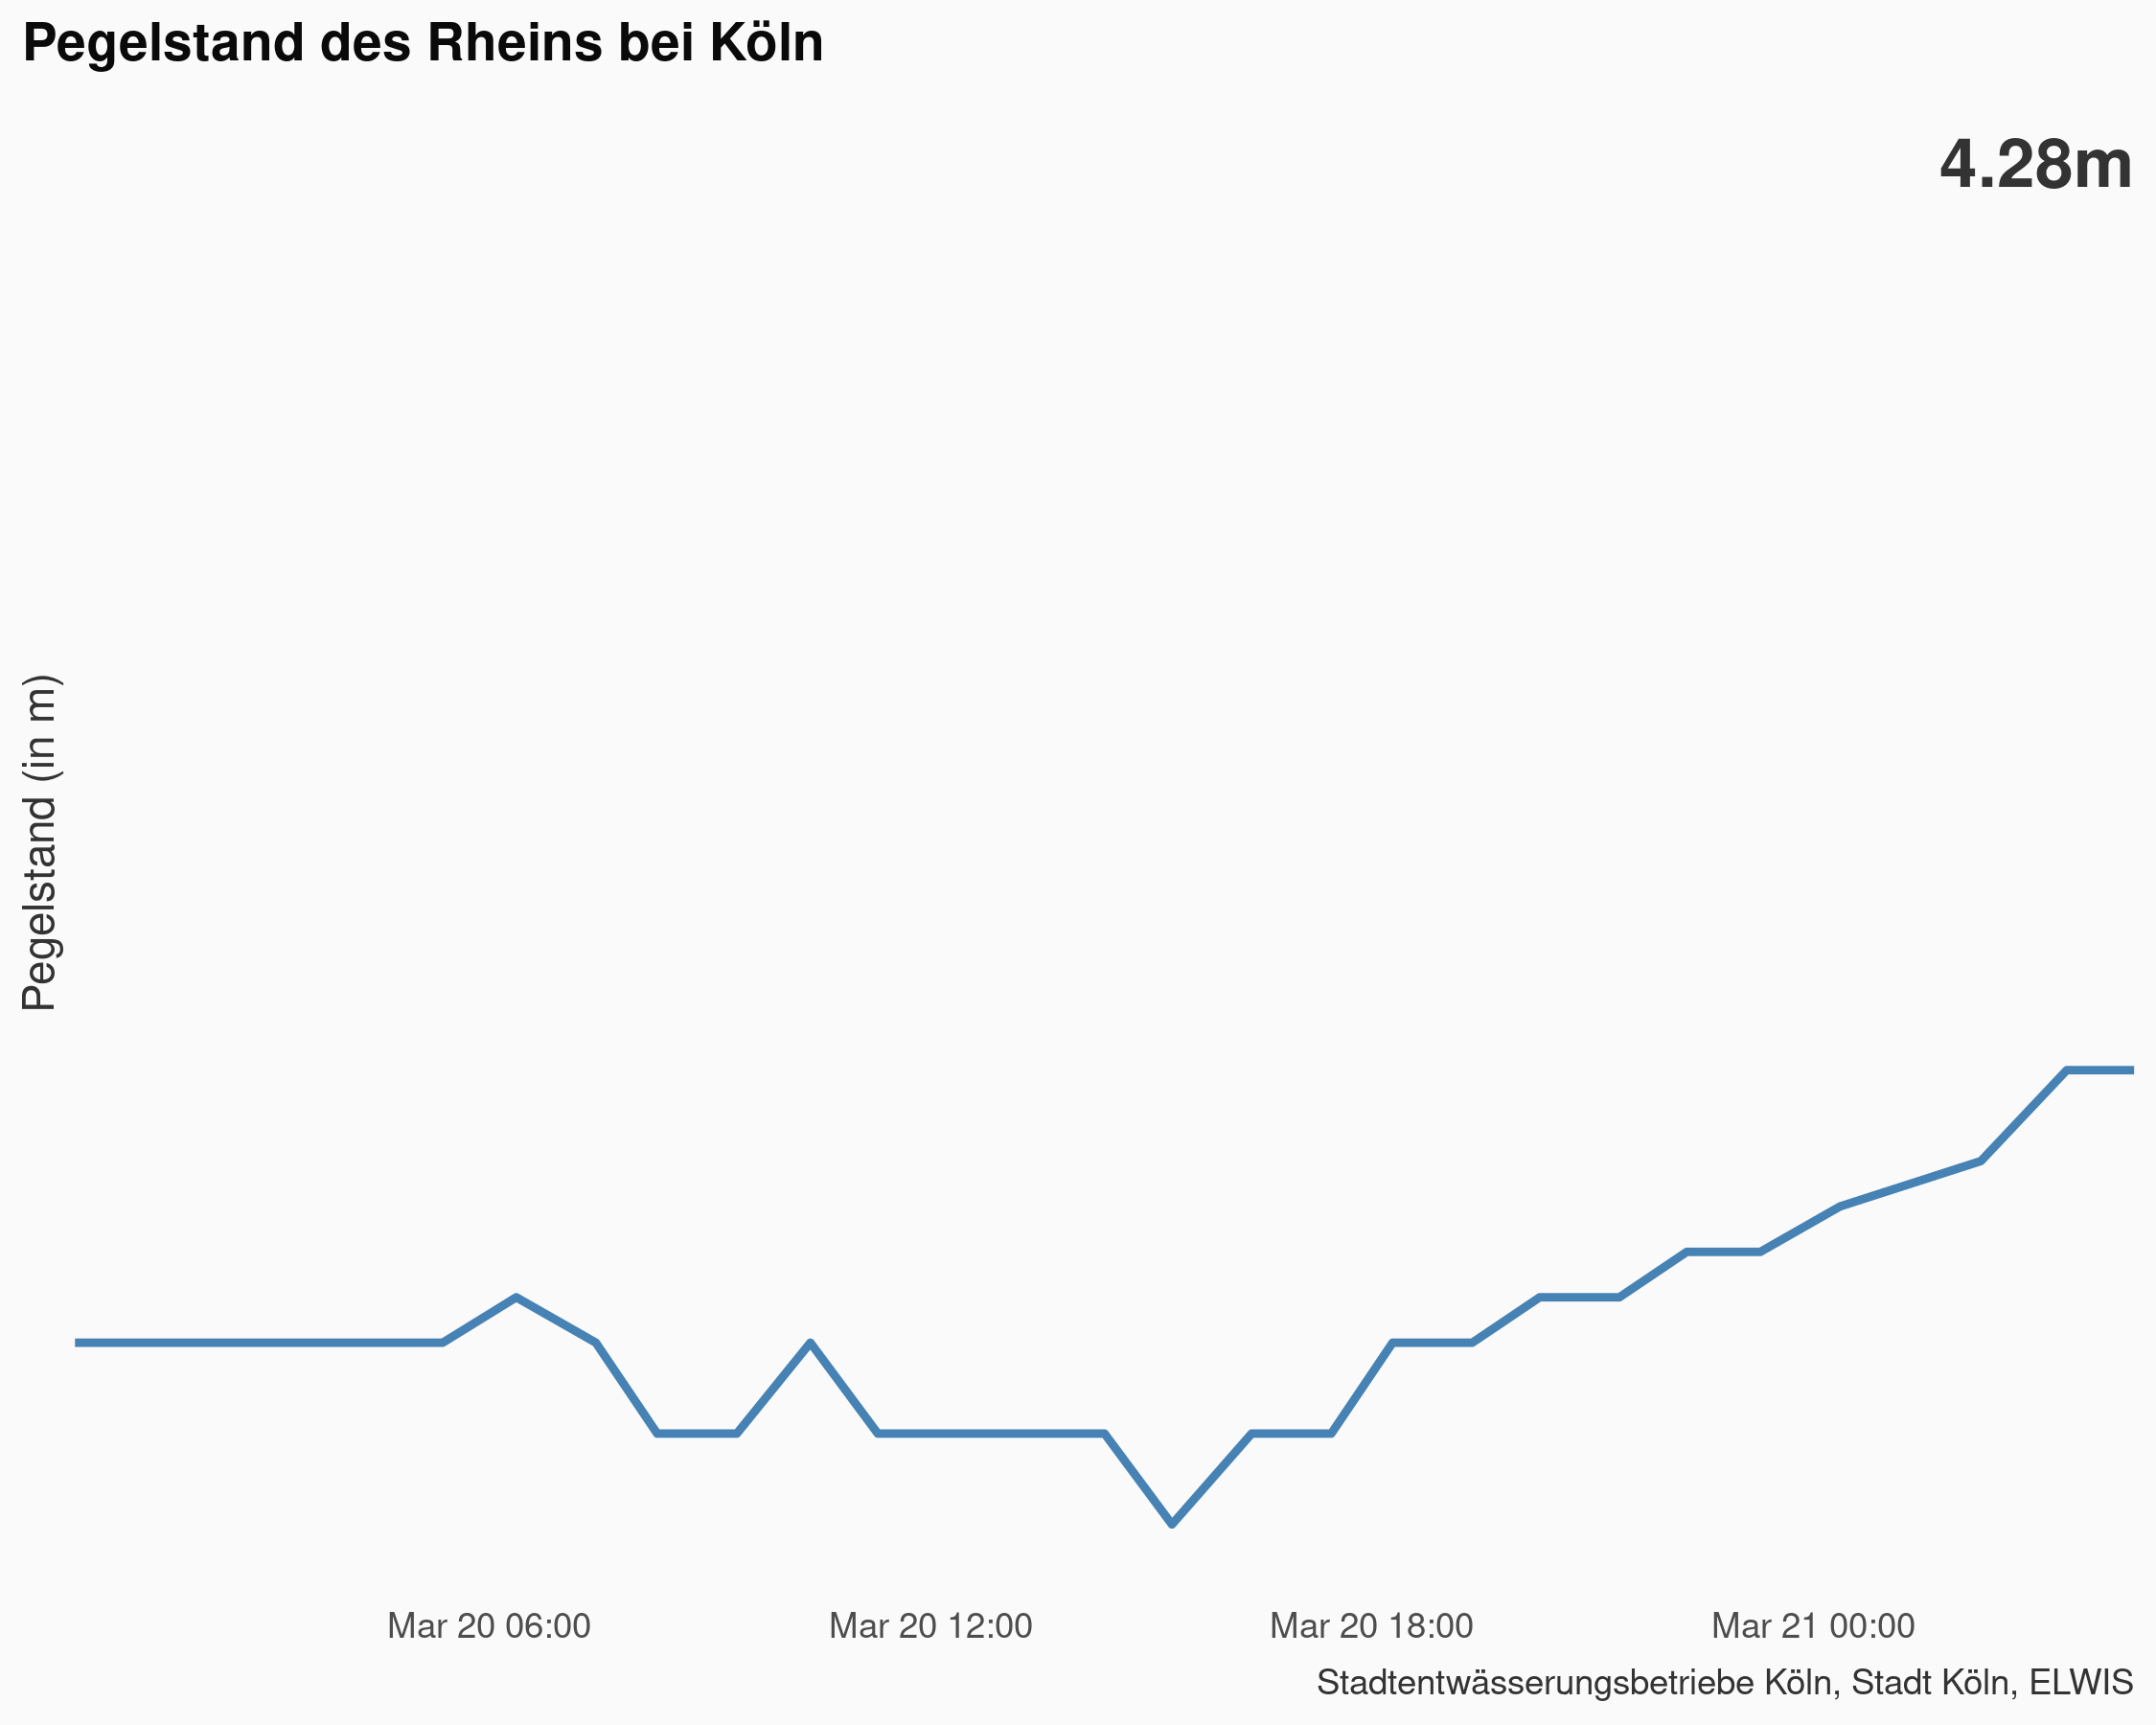 Pegelstand des Rheins bei Köln
4.28m
Pegelstand (in m)
Mar 20 06:00 Mar 20 12:00 Mar 20 18:00 Mar 21 00:00
Stadtentwässerungsbetriebe Köln, Stadt Köln, ELWIS